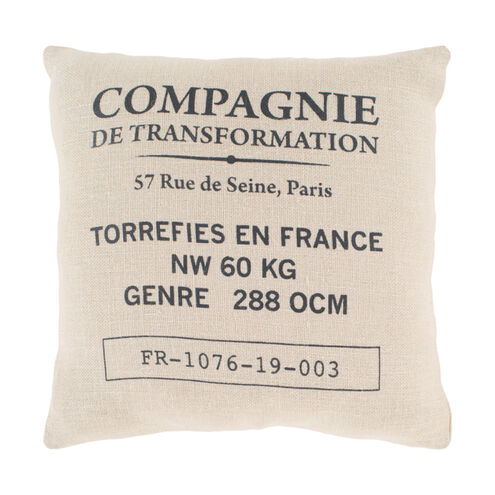 COMPAGNIE
DE TRANSFORMATION
57 Rue de Seine, Paris
TORREFIES EN FRANCE
NW 60 KG
GENRE 288 OCM
FR-1076-19-003